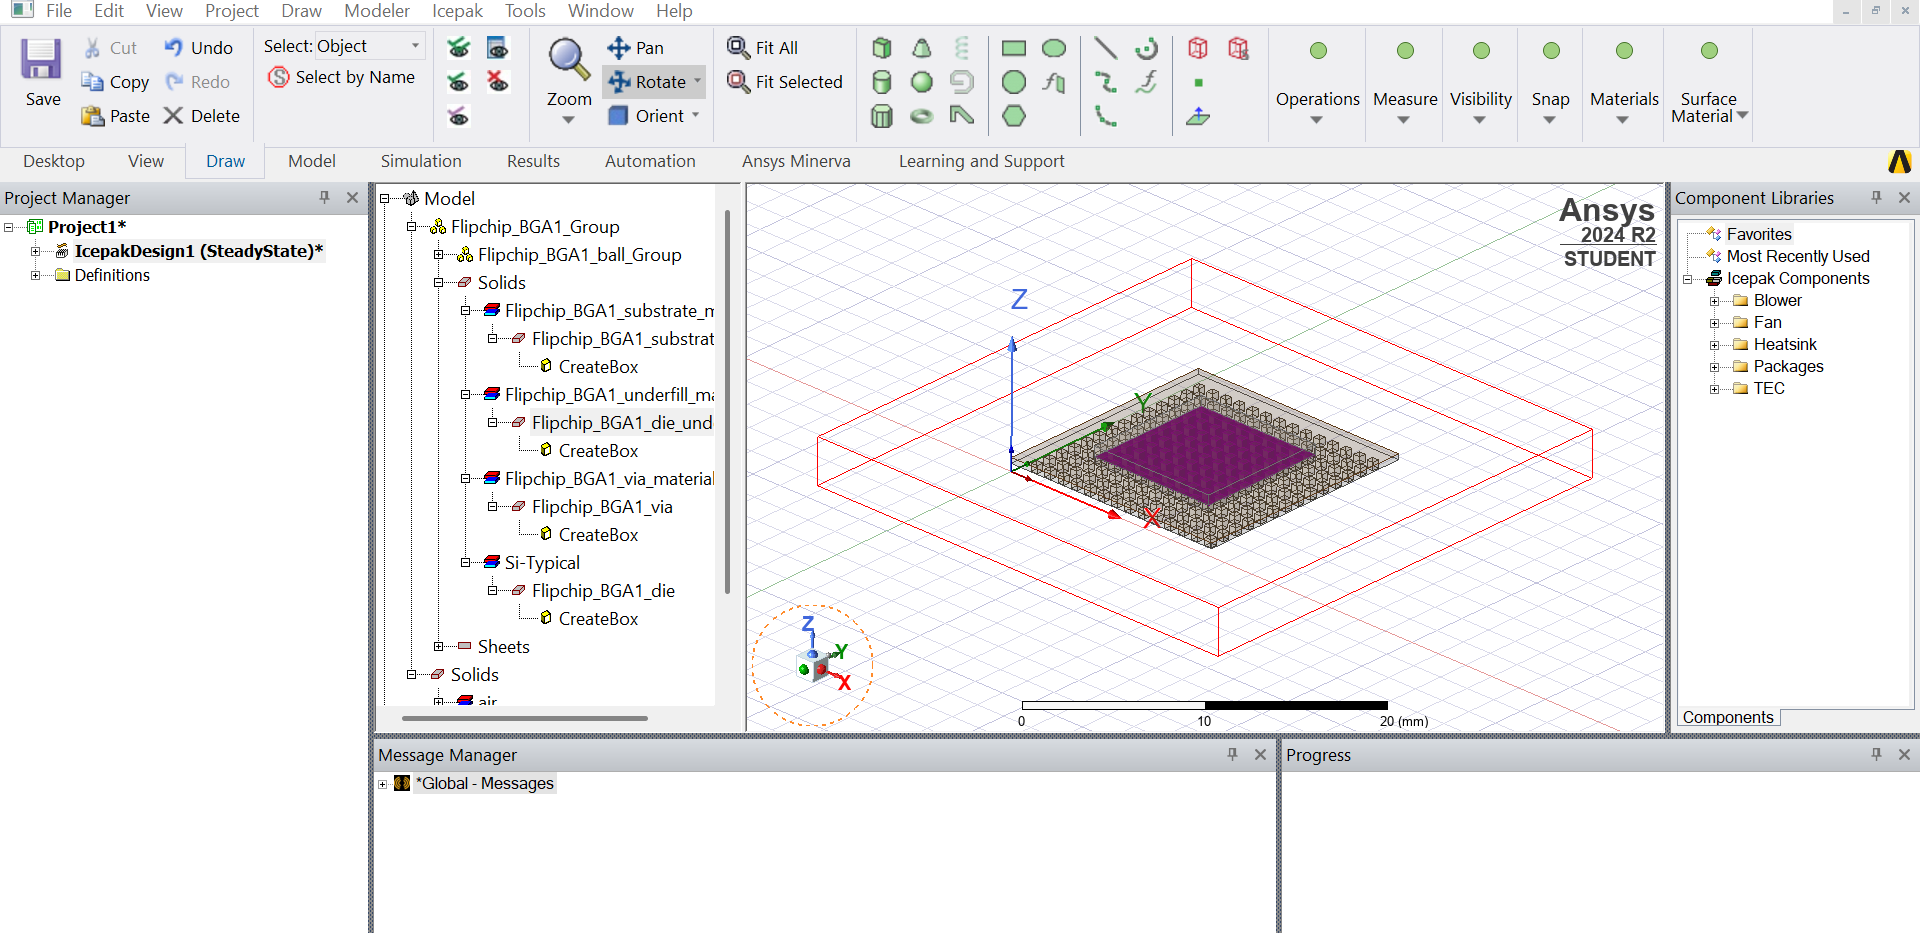 File Edit View Project Draw Modeler Icepak Tools Window Help
Save
Cut
Copy
Paste
Undo
Redo
Delete
Select: Object
Select by Name
Zoom
Pan
Rotate
Orient
Fit All
Fit Selected
Operations
Measure
Visibility
Snap
Materials
Surface
Material
Desktop View Draw Model Simulation Results Automation Ansys Minerva Learning and Support
Project Manager
Project1*
IcepakDesign1 (SteadyState)*
Definitions
Model
Flipchip_BGA1_Group
Flipchip_BGA1_ball_Group
Solids
Flipchip_BGA1_substrate_m
Flipchip_BGA1_substrat
CreateBox
Flipchip_BGA1_underfill_ma
Flipchip_BGA1_die_und
CreateBox
Flipchip_BGA1_via_material
Flipchip_BGA1_via
CreateBox
Si-Typical
Flipchip_BGA1_die
CreateBox
Sheets
Solids
air
Ansys
2024 R2
STUDENT
Z
Y
X
Z
Y
X
0 10 20 (mm)
Component Libraries
Favorites
Most Recently Used
Icepak Components
Blower
Fan
Heatsink
Packages
TEC
Components
Message Manager
*Global - Messages
Progress